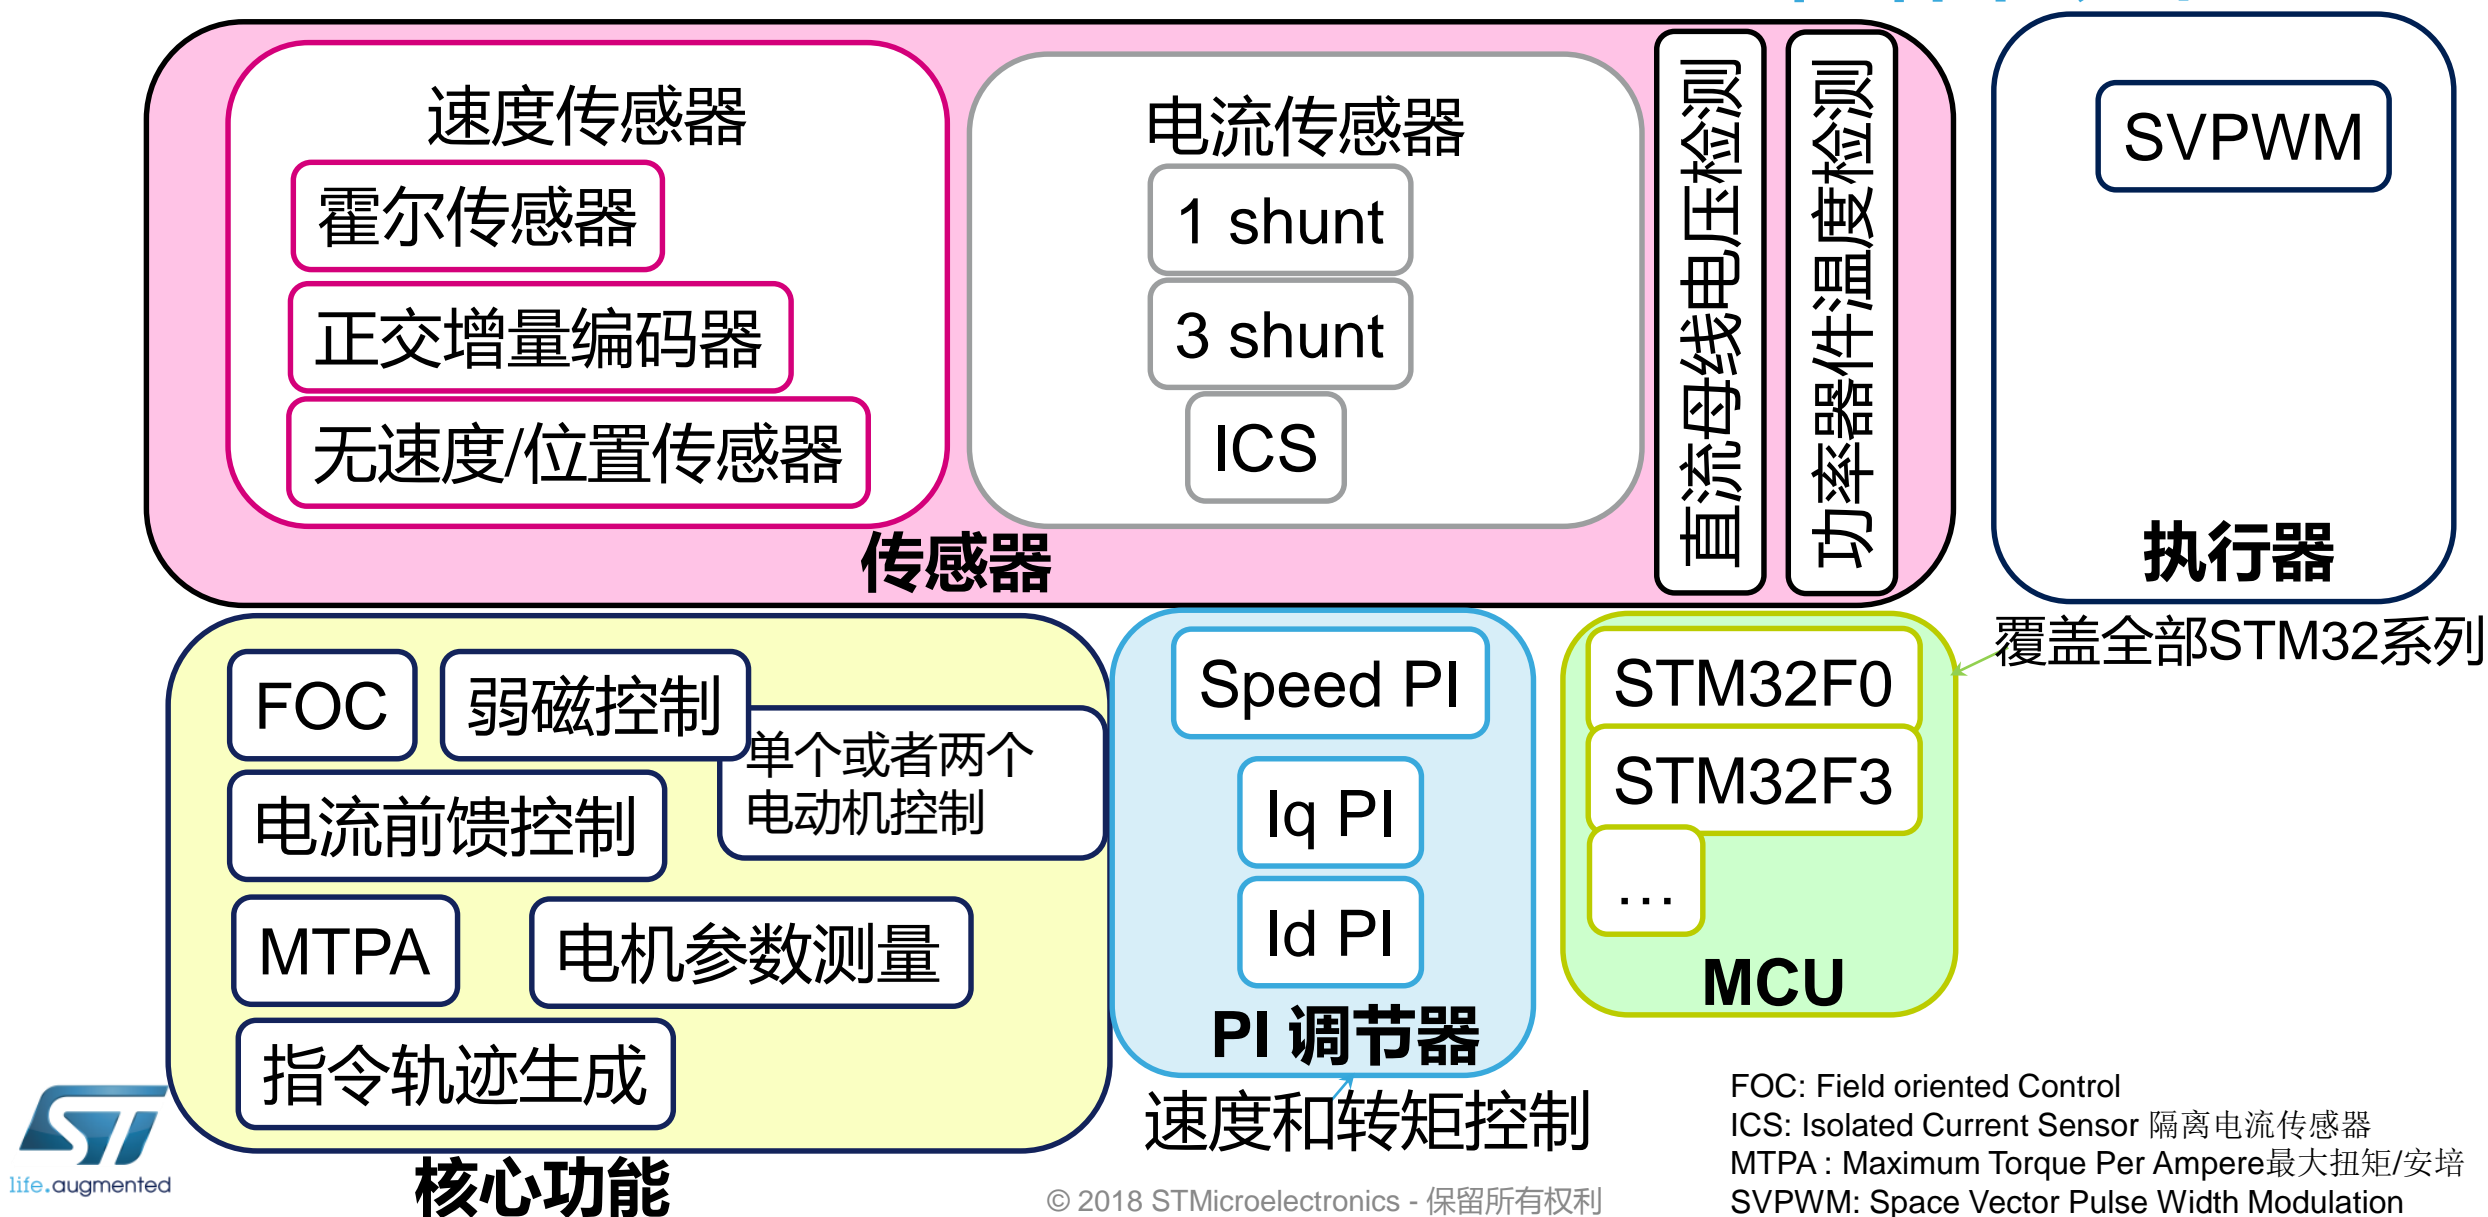 速度传感器
霍尔传感器
正交增量编码器
无速度/位置传感器
电流传感器
1 shunt
3 shunt
ICS
直流母线电压检测
功率器件温度检测
传感器
SVPWM
执行器
覆盖全部STM32系列
FOC
弱磁控制
单个或者两个
电动机控制
电流前馈控制
MTPA
电机参数测量
指令轨迹生成
核心功能
Speed PI
Iq PI
Id PI
PI 调节器
速度和转矩控制
STM32F0
STM32F3
...
MCU
FOC: Field oriented Control
ICS: Isolated Current Sensor 隔离电流传感器
MTPA : Maximum Torque Per Ampere最大扭矩/安培
SVPWM: Space Vector Pulse Width Modulation
life.augmented
© 2018 STMicroelectronics - 保留所有权利